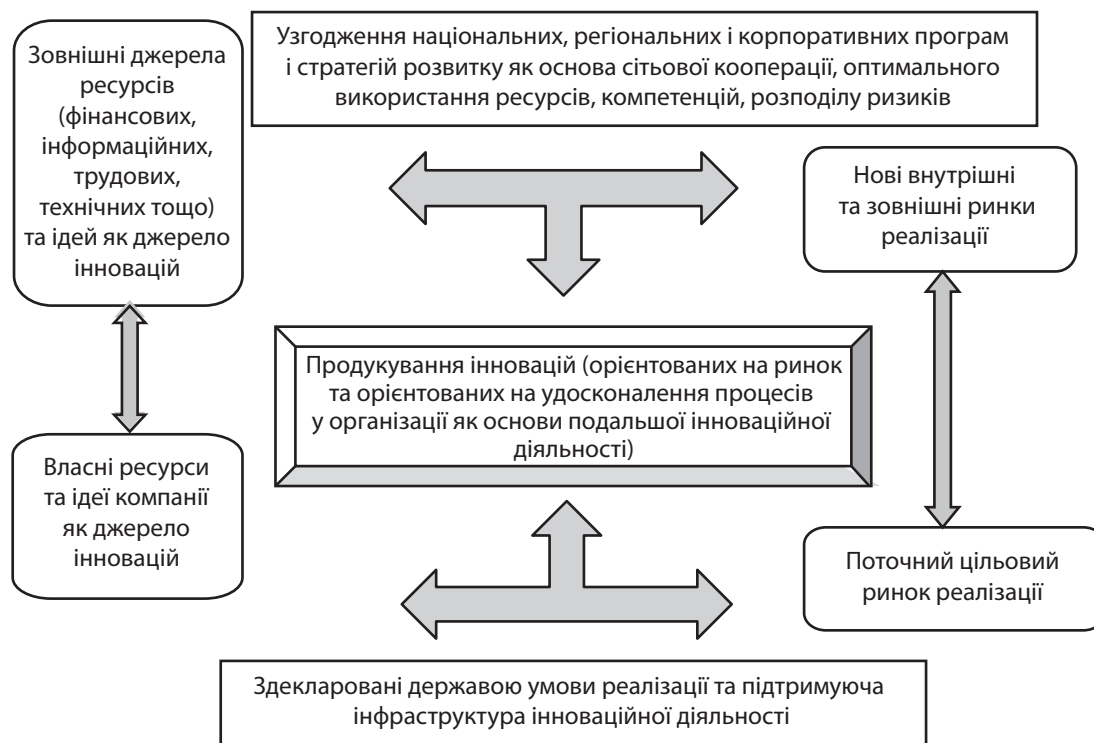 Зовнішні джерела
ресурсів
(фінансових,
інформаційних,
трудових,
технічних тощо)
та ідей як джерело
інновацій
Узгодження національних, регіональних і корпоративних програм
і стратегій розвитку як основа сітьової кооперації, оптимального
використання ресурсів, компетенцій, розподілу ризиків
Нові внутрішні
та зовнішні ринки
реалізації
Продукування інновацій (орієнтованих на ринок
та орієнтованих на удосконалення процесів
у організації як основи подальшої інноваційної
діяльності)
Власні ресурси
та ідеї компанії
як джерело
інновацій
Поточний цільовий
ринок реалізації
Здекларовані державою умови реалізації та підтримуюча
інфраструктура інноваційної діяльності